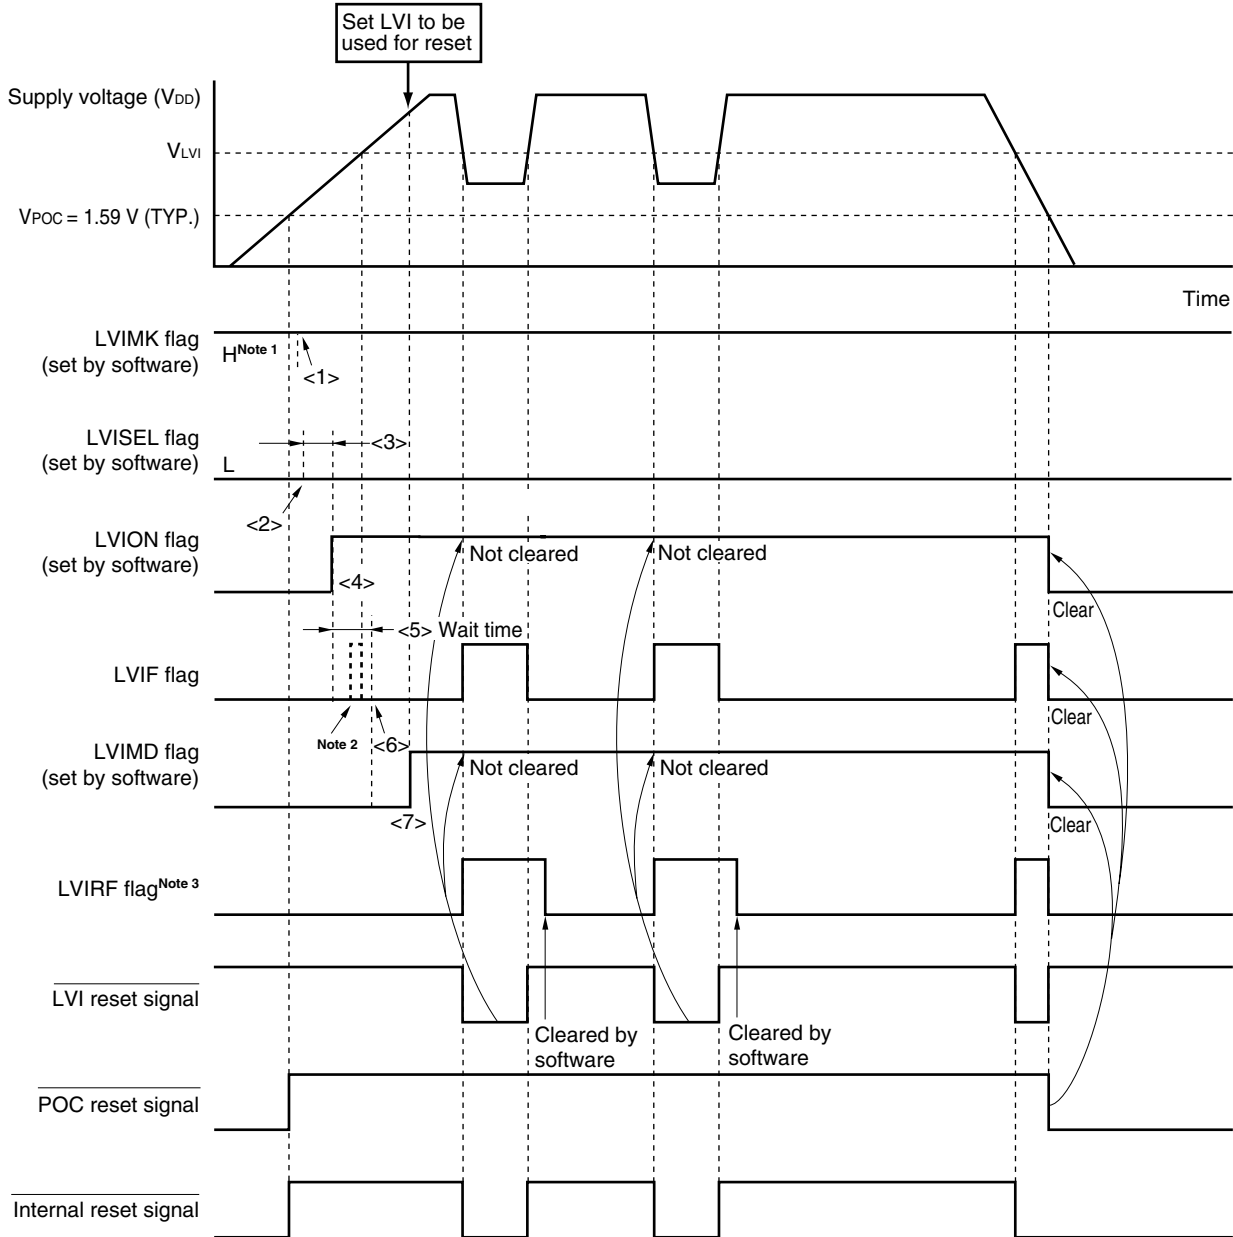 Set LVI to be
used for reset
Supply voltage (VDD)
VLVI
VPOC = 1.59 V (TYP.)
Time
LVIMK flag
(set by software)
H Note 1
<1>
LVISEL flag
(set by software)
L
<3>
<2>
LVION flag
(set by software)
Not cleared
Not cleared
<4>
Clear
<5> Wait time
LVIF flag
Note 2
<6>
Clear
LVIMD flag
(set by software)
Not cleared
Not cleared
<7>
Clear
LVIRF flag Note 3
LVI reset signal
Cleared by
software
Cleared by
software
POC reset signal
Internal reset signal